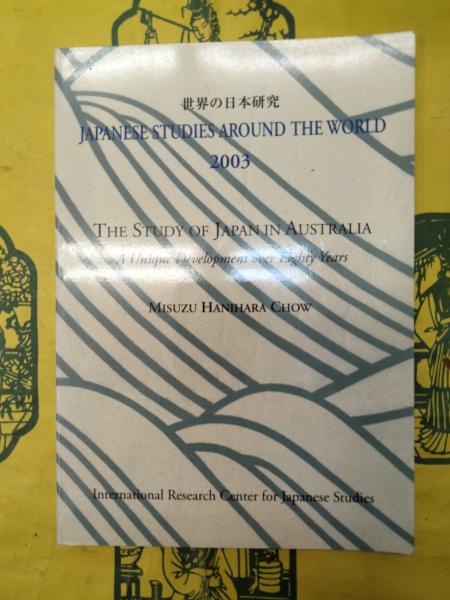 世界の日本研究
JAPANESE STUDIES AROUND THE WORLD
2003
THE STUDY OF JAPAN IN AUSTRALIA
A Unique Development over Eighty Years
MISUZU HANIHARA CHOW
International Research Center for Japanese Studies